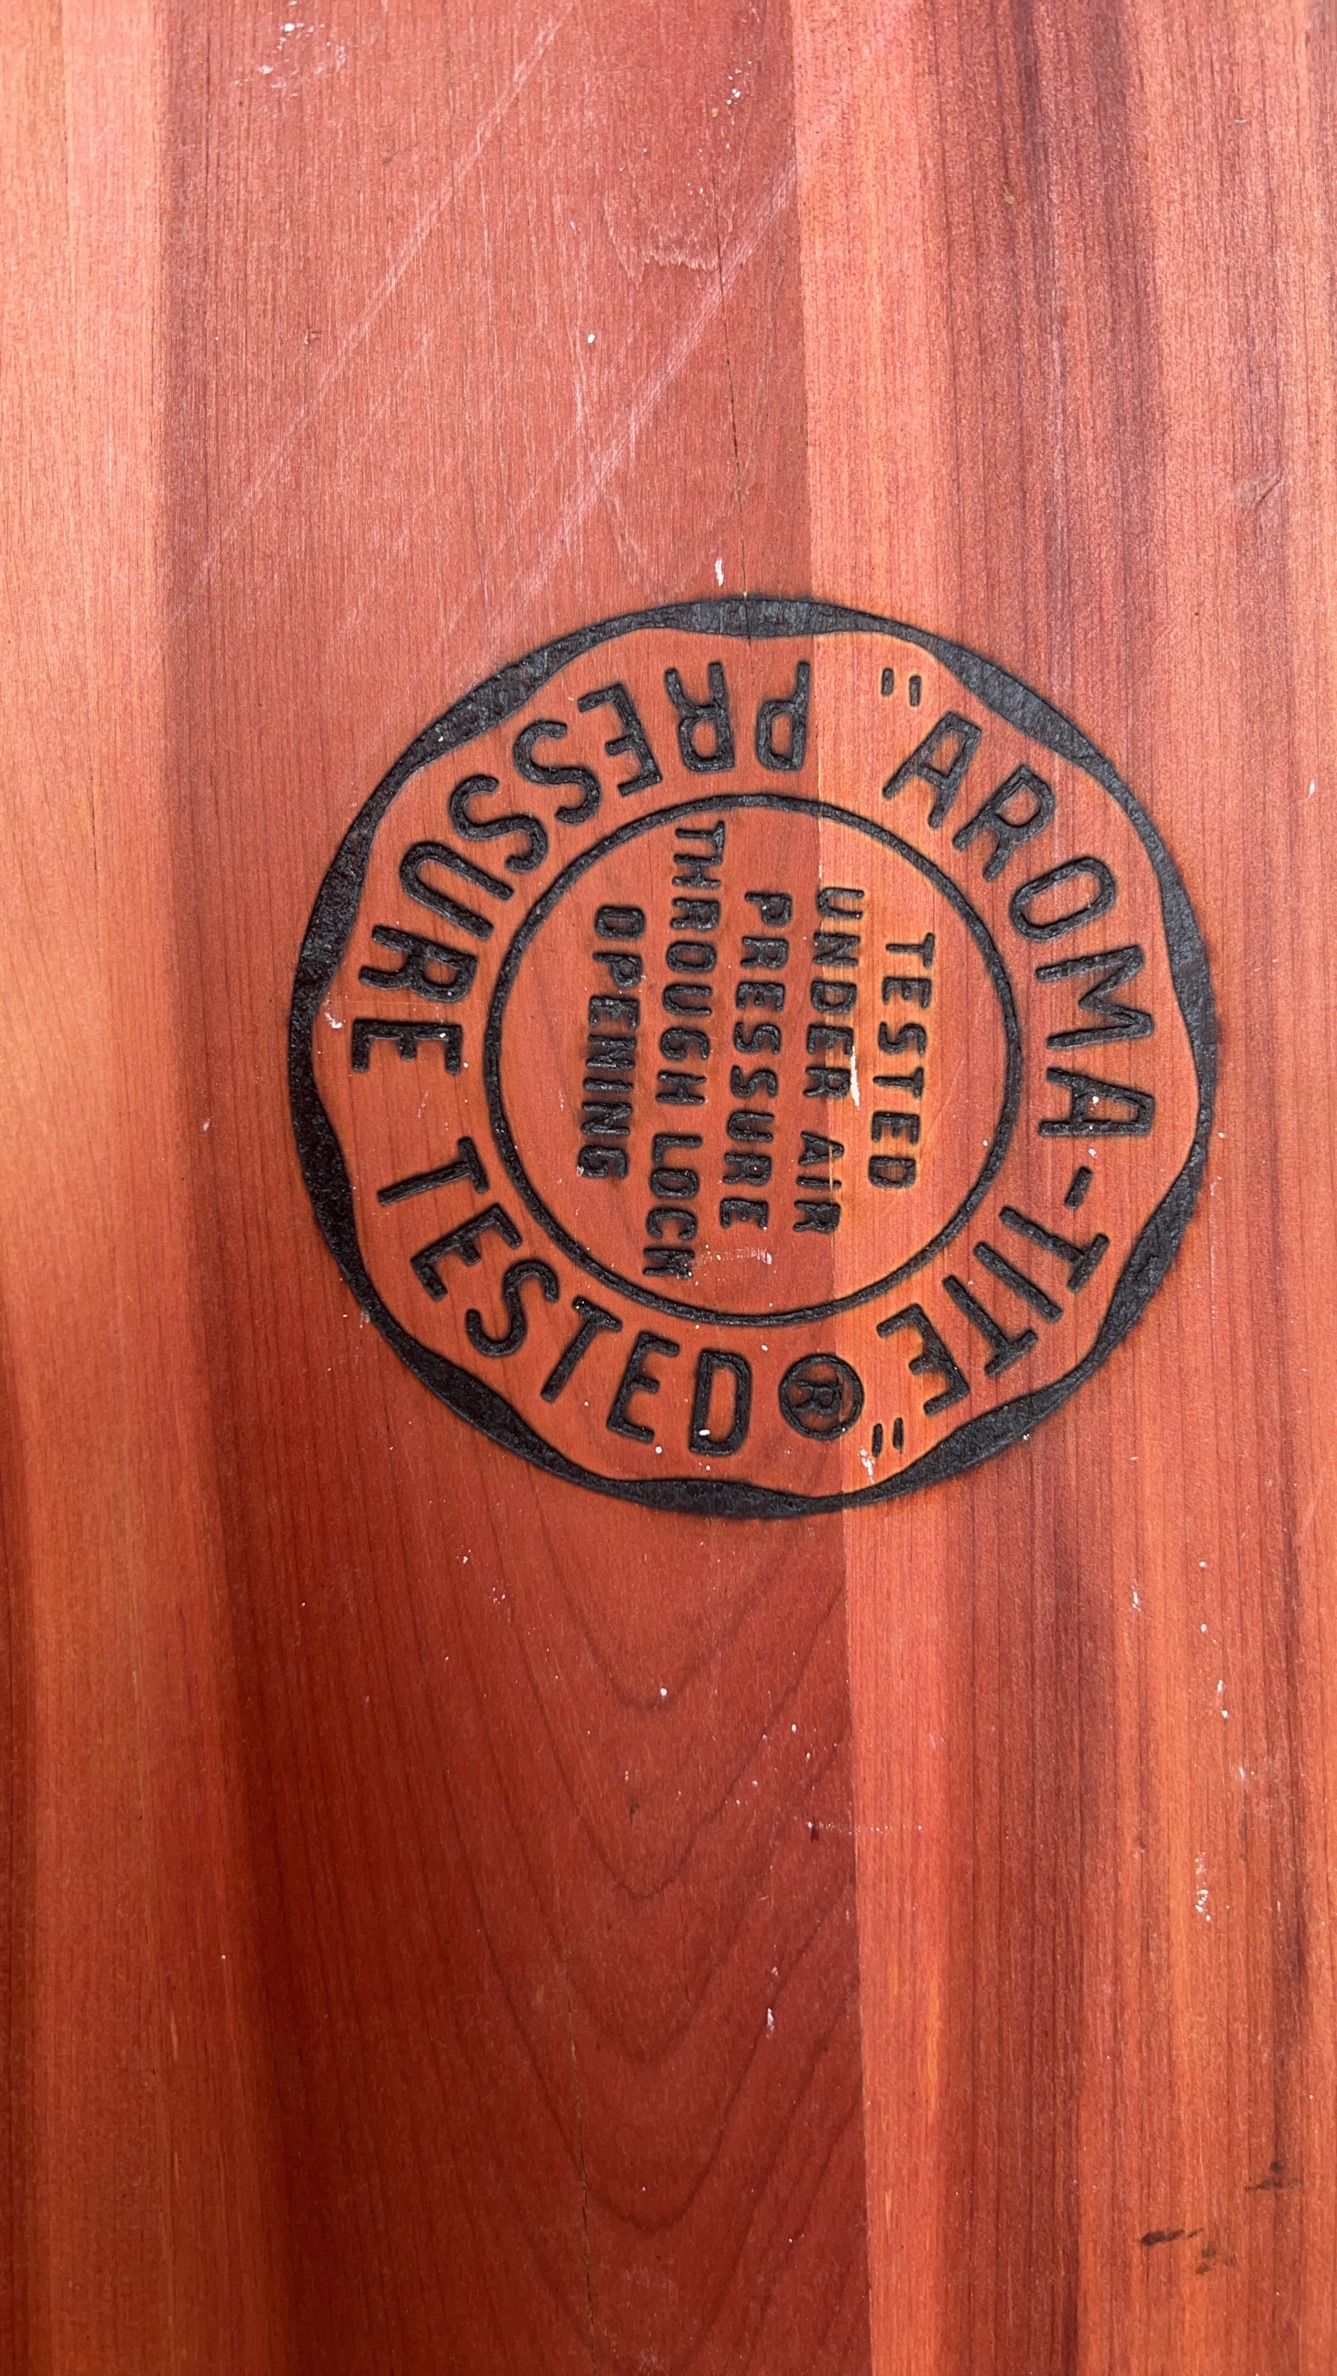 "AROMA-TITE"
PRESSURE TESTED®
TESTED
UNDER AIR
PRESSURE
THROUGH LOCK
OPENING